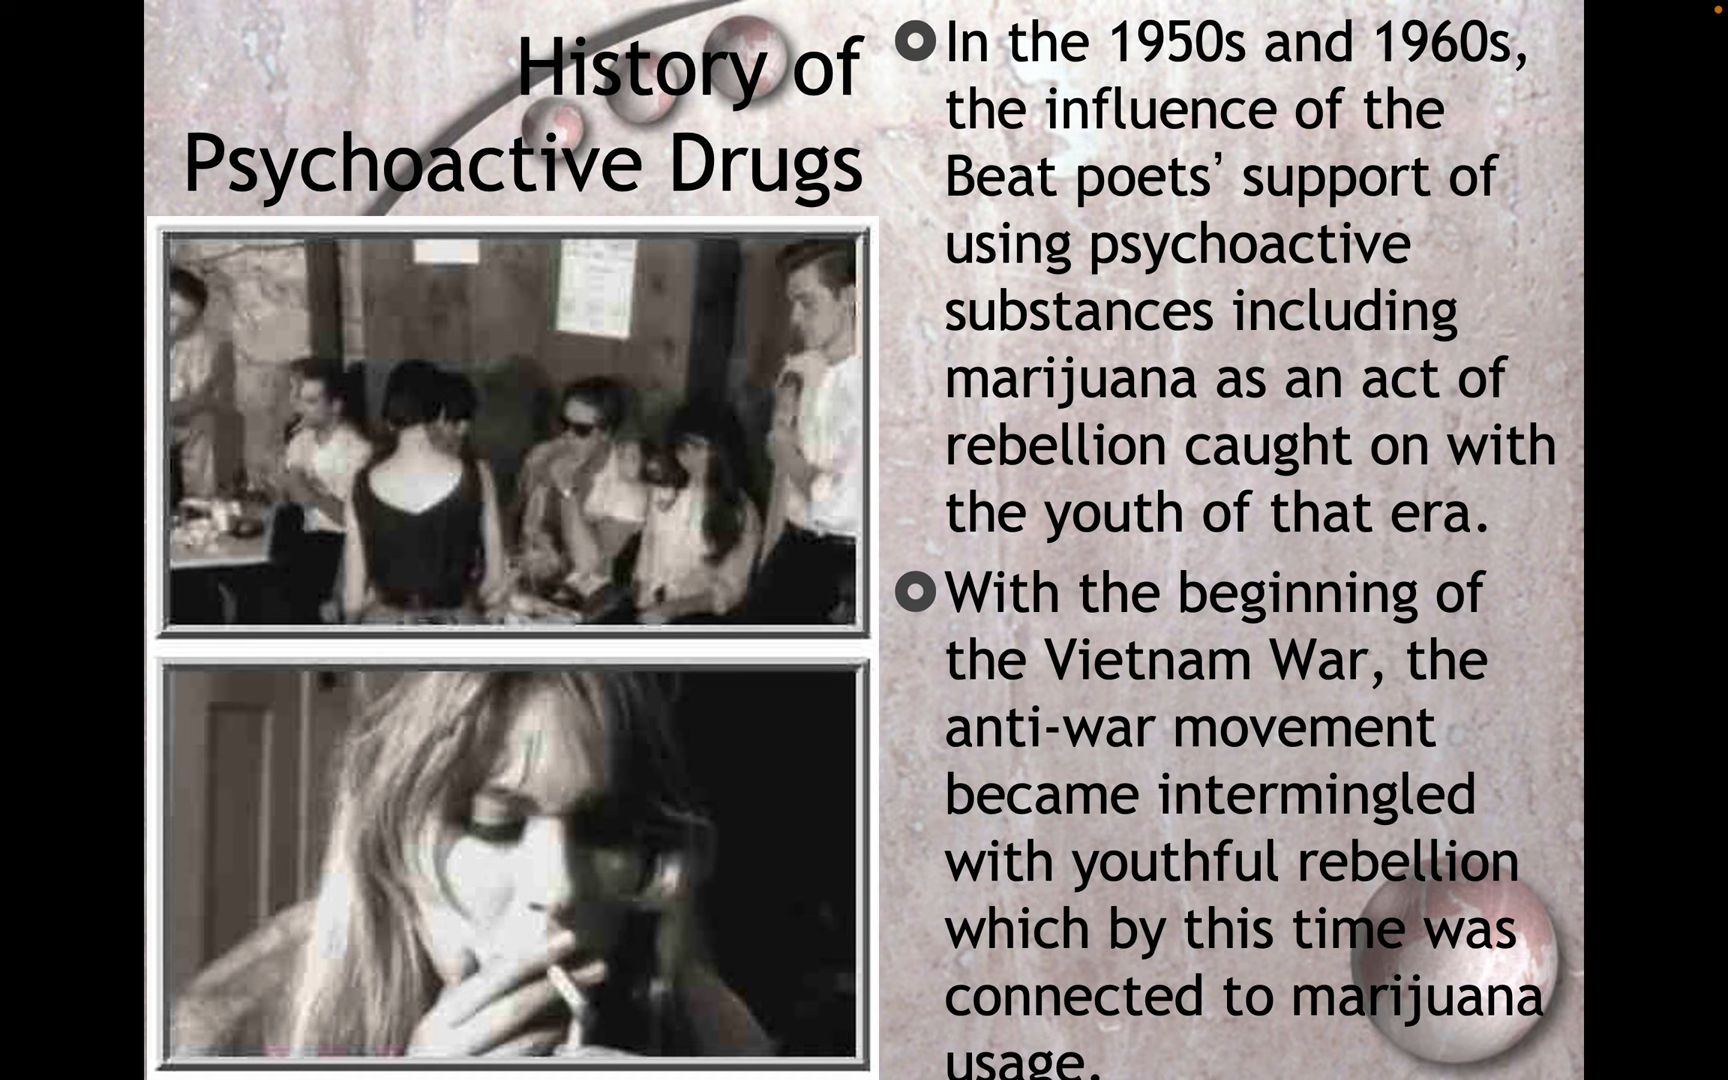 History of
Psychoactive Drugs
In the 1950s and 1960s,
the influence of the
Beat poets’ support of
using psychoactive
substances including
marijuana as an act of
rebellion caught on with
the youth of that era.
With the beginning of
the Vietnam War, the
anti-war movement
became intermingled
with youthful rebellion
which by this time was
connected to marijuana
usage.